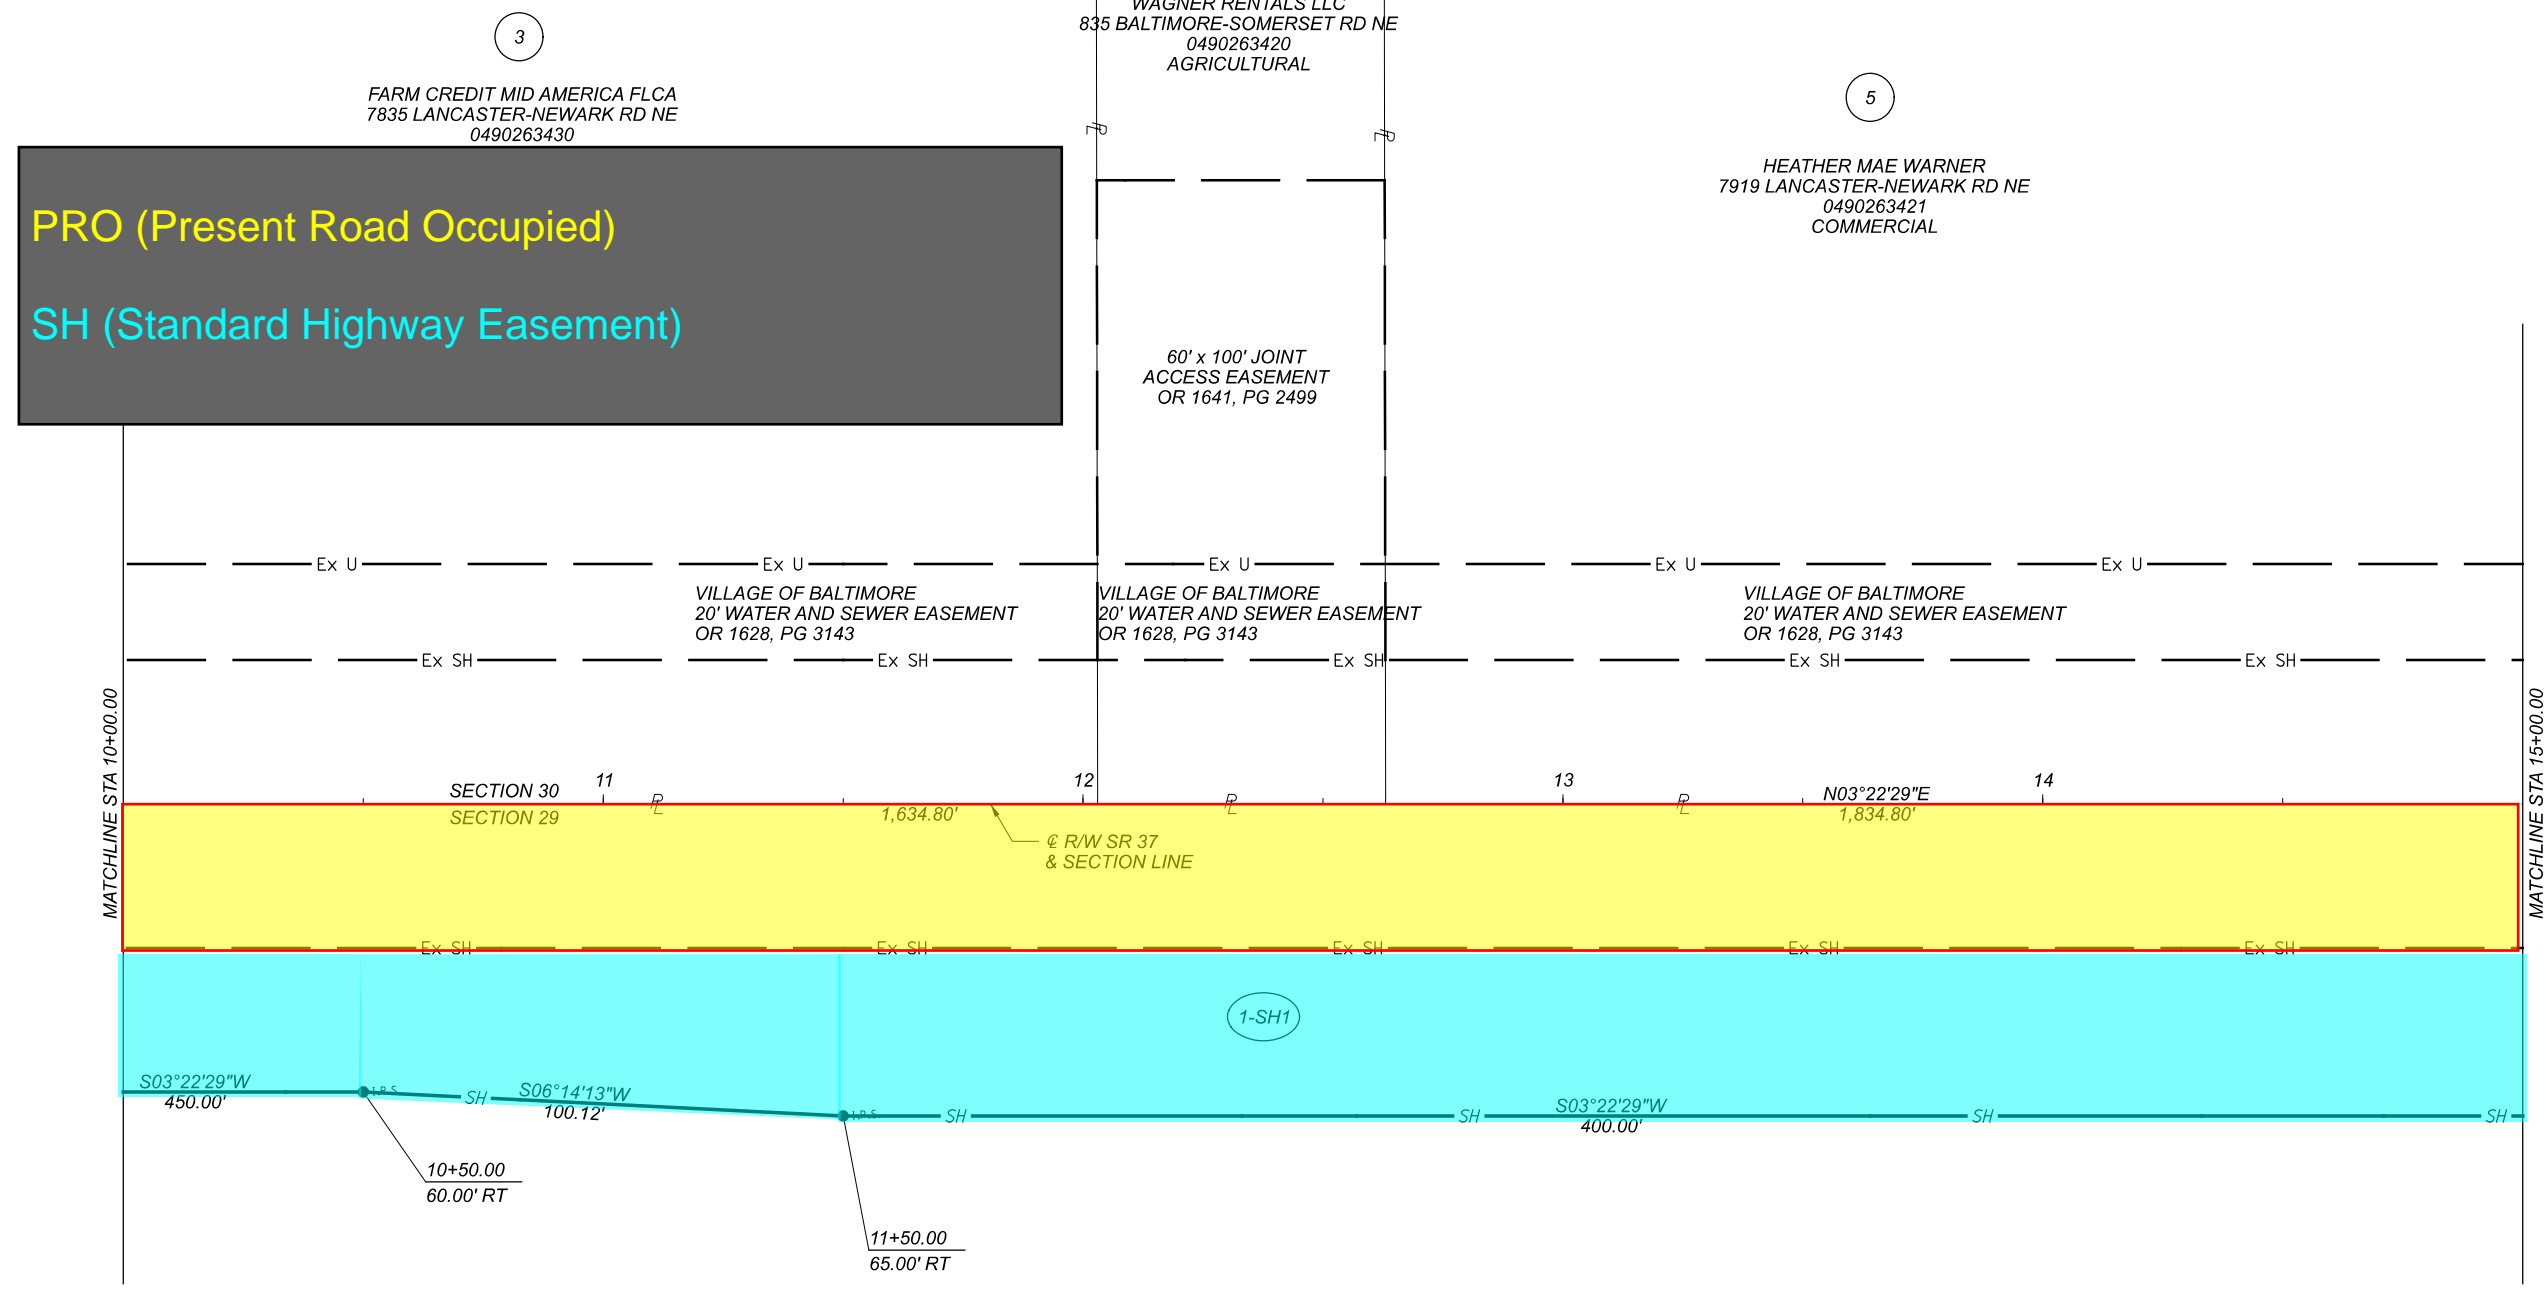 3
FARM CREDIT MID AMERICA FLCA
7835 LANCASTER-NEWARK RD NE
0490263430
WAGNER RENTALS LLC
835 BALTIMORE-SOMERSET RD NE
0490263420
AGRICULTURAL
5
HEATHER MAE WARNER
7919 LANCASTER-NEWARK RD NE
0490263421
COMMERCIAL
PL
PL
PRO (Present Road Occupied)
SH (Standard Highway Easement)
60' x 100' JOINT
ACCESS EASEMENT
OR 1641, PG 2499
Ex U
Ex U
Ex U
Ex U
Ex U
VILLAGE OF BALTIMORE
20' WATER AND SEWER EASEMENT
OR 1628, PG 3143
VILLAGE OF BALTIMORE
20' WATER AND SEWER EASEMENT
OR 1628, PG 3143
VILLAGE OF BALTIMORE
20' WATER AND SEWER EASEMENT
OR 1628, PG 3143
Ex SH
Ex SH
Ex SH
Ex SH
Ex SH
MATCHLINE STA 10+00.00
MATCHLINE STA 15+00.00
11
12
13
14
SECTION 30
SECTION 29
PL
1,634.80'
PL
PL
N03°22'29"E
1,834.80'
℄ R/W SR 37
& SECTION LINE
Ex SH
Ex SH
Ex SH
Ex SH
Ex SH
1-SH1
S03°22'29"W
450.00'
I.P.S.
SH
S06°14'13"W
100.12'
I.P.S.
SH
SH
S03°22'29"W
400.00'
SH
SH
10+50.00
60.00' RT
11+50.00
65.00' RT